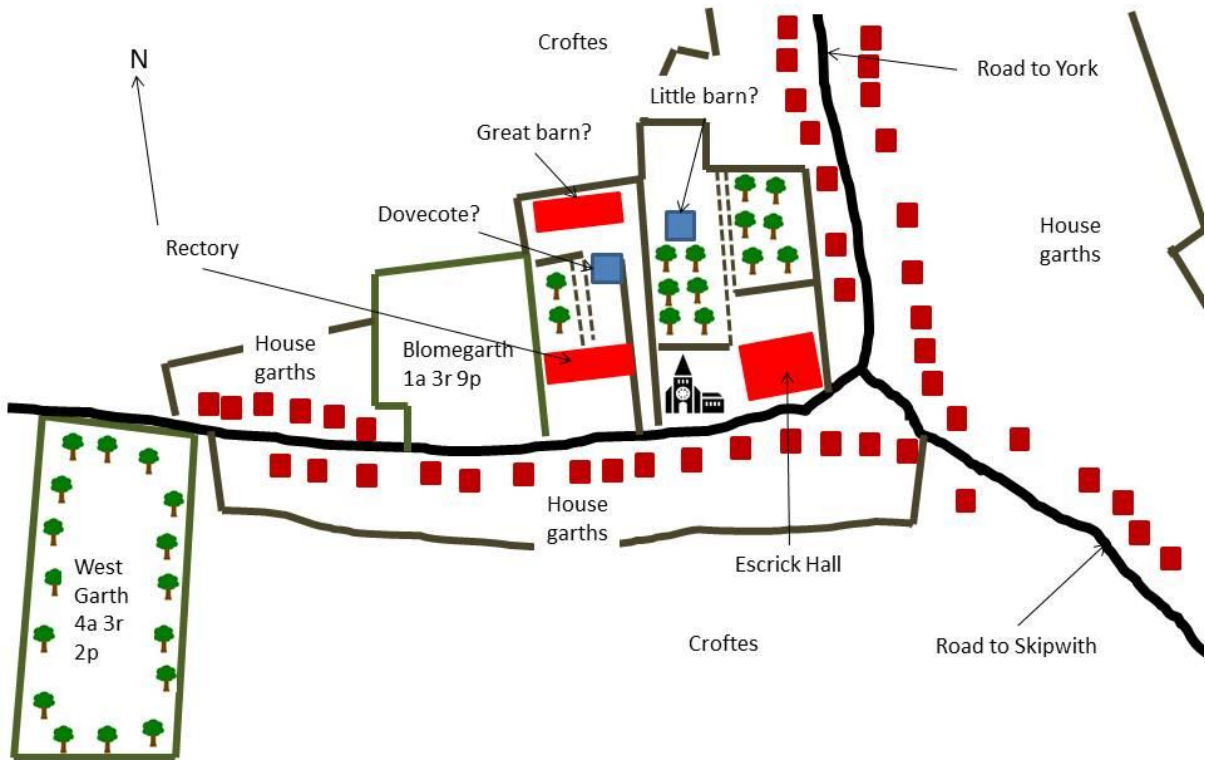 Croftes
N
Road to York
Little barn?
Great barn?
Dovecote?
Rectory
House
garths
House
garths
Blomegarth
1a 3r 9p
House
garths
West
Garth
4a 3r
2p
Escrick Hall
Croftes
Road to Skipwith